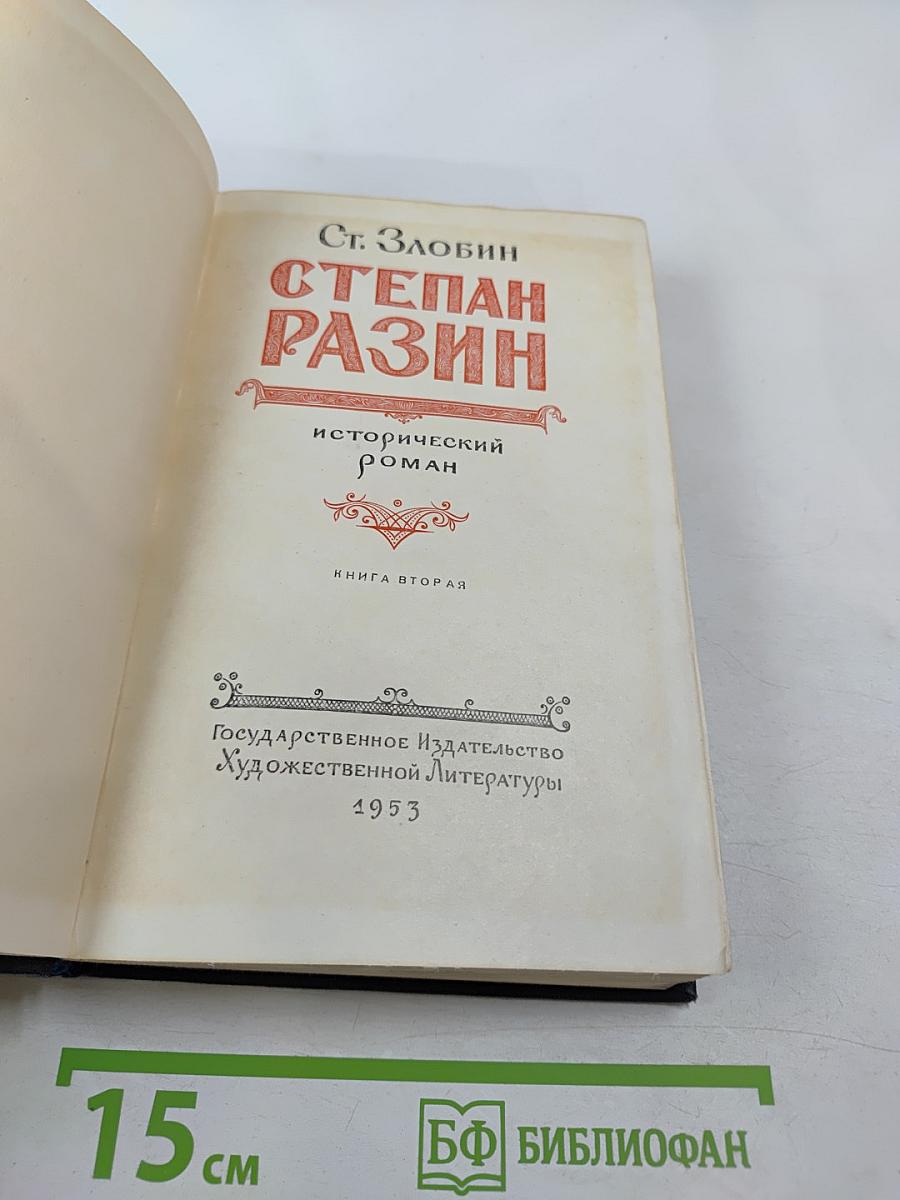 Ст. Злобин
СТЕПАН
РАЗИН
ИСТОРИЧЕСКИЙ
РОМАН
КНИГА ВТОРАЯ
Государственное Издательство
Художественной Литературы
1953
15 см
БФ БИБЛИОФАН